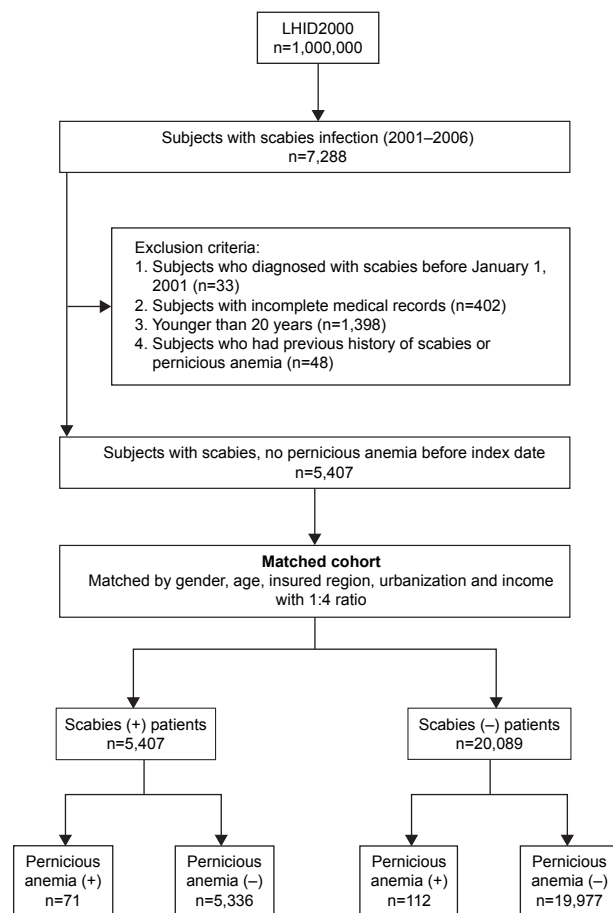 LHID2000
n=1,000,000
Subjects with scabies infection (2001–2006)
n=7,288
Exclusion criteria:
1. Subjects who diagnosed with scabies before January 1,
2001 (n=33)
2. Subjects with incomplete medical records (n=402)
3. Younger than 20 years (n=1,398)
4. Subjects who had previous history of scabies or
pernicious anemia (n=48)
Subjects with scabies, no pernicious anemia before index date
n=5,407
Matched cohort
Matched by gender, age, insured region, urbanization and income
with 1:4 ratio
Scabies (+) patients
n=5,407
Scabies (–) patients
n=20,089
Pernicious
anemia (+)
n=71
Pernicious
anemia (–)
n=5,336
Pernicious
anemia (+)
n=112
Pernicious
anemia (–)
n=19,977